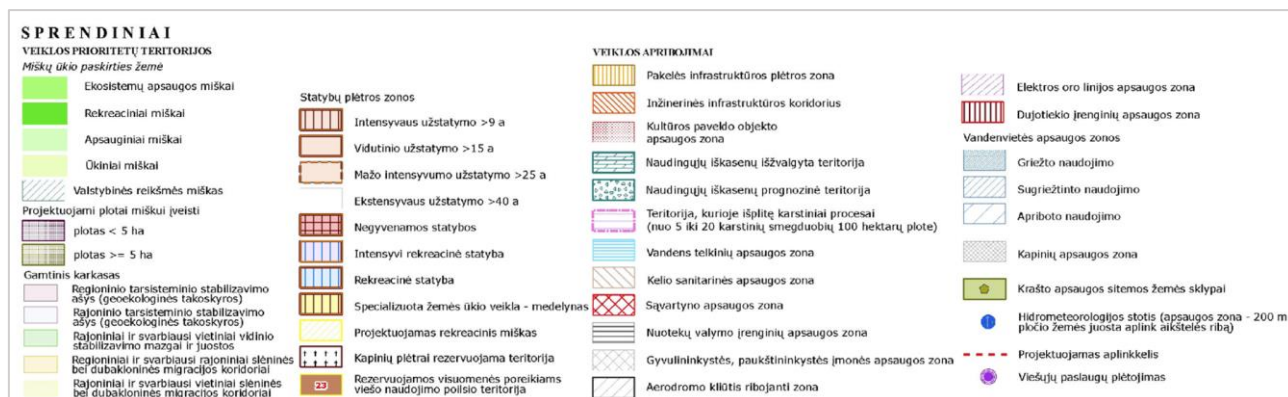 SPRENDINIAI
VEIKLOS PRIORITETŲ TERITORIJOS
Miškų ūkio paskirties žemė
Ekosistemų apsaugos miškai
Rekreaciniai miškai
Apsauginiai miškai
Ūkiniai miškai
Valstybinės reikšmės miškas
Projektuojami plotai miškui įveisti
plotas < 5 ha
plotas >= 5 ha
Gamtinis karkasas
Regioninio tarsisteminio stabilizavimo
ašys (geoekologinės takoskyros)
Rajoninio tarsisteminio stabilizavimo
ašys (geoekologinės takoskyros)
Rajoniniai ir svarbiausi vietiniai vidinio
stabilizavimo mazgai ir juostos
Regioniniai ir svarbiausi rajoniniai slėninės
bei dubakloninės migracijos koridoriai
Rajoniniai ir svarbiausi vietiniai slėninės
bei dubakloninės migracijos koridoriai
Statybų plėtros zonos
Intensyvaus užstatymo >9 a
Vidutinio užstatymo >15 a
Mažo intensyvumo užstatymo >25 a
Ekstensyvaus užstatymo >40 a
Negyvenamos statybos
Intensyvi rekreacinė statyba
Rekreacinė statyba
Specializuota žemės ūkio veikla - medelynas
Projektuojamas rekreacinis miškas
Kapinių plėtrai rezervuojama teritorija
23
Rezervuojamos visuomenės poreikiams
viešo naudojimo poilsio teritorija
VEIKLOS APRIBOJIMAI
Pakelės infrastruktūros plėtros zona
Inžinerinės infrastruktūros koridorius
Kultūros paveldo objekto
apsaugos zona
Naudingųjų iškasenų išžvalgyta teritorija
Naudingųjų iškasenų prognozinė teritorija
Teritorija, kurioje išplitę karstiniai procesai
(nuo 5 iki 20 karstinių smegduobių 100 hektarų plote)
Vandens telkinių apsaugos zona
Kelio sanitarinės apsaugos zona
Sąvartyno apsaugos zona
Nuotekų valymo įrenginių apsaugos zona
Gyvulininkystės, paukštininkystės įmonės apsaugos zona
Aerodromo kliūtis ribojanti zona
Elektros oro linijos apsaugos zona
Dujotiekio įrenginių apsaugos zona
Vandenvietės apsaugos zonos
Griežto naudojimo
Sugriežtinto naudojimo
Apriboto naudojimo
Kapinių apsaugos zona
Krašto apsaugos sitemos žemės sklypai
Hidrometeorologijos stotis (apsaugos zona - 200 m
pločio žemės juosta aplink aikštelės ribą)
Projektuojamas aplinkkelis
Viešųjų paslaugų plėtojimas